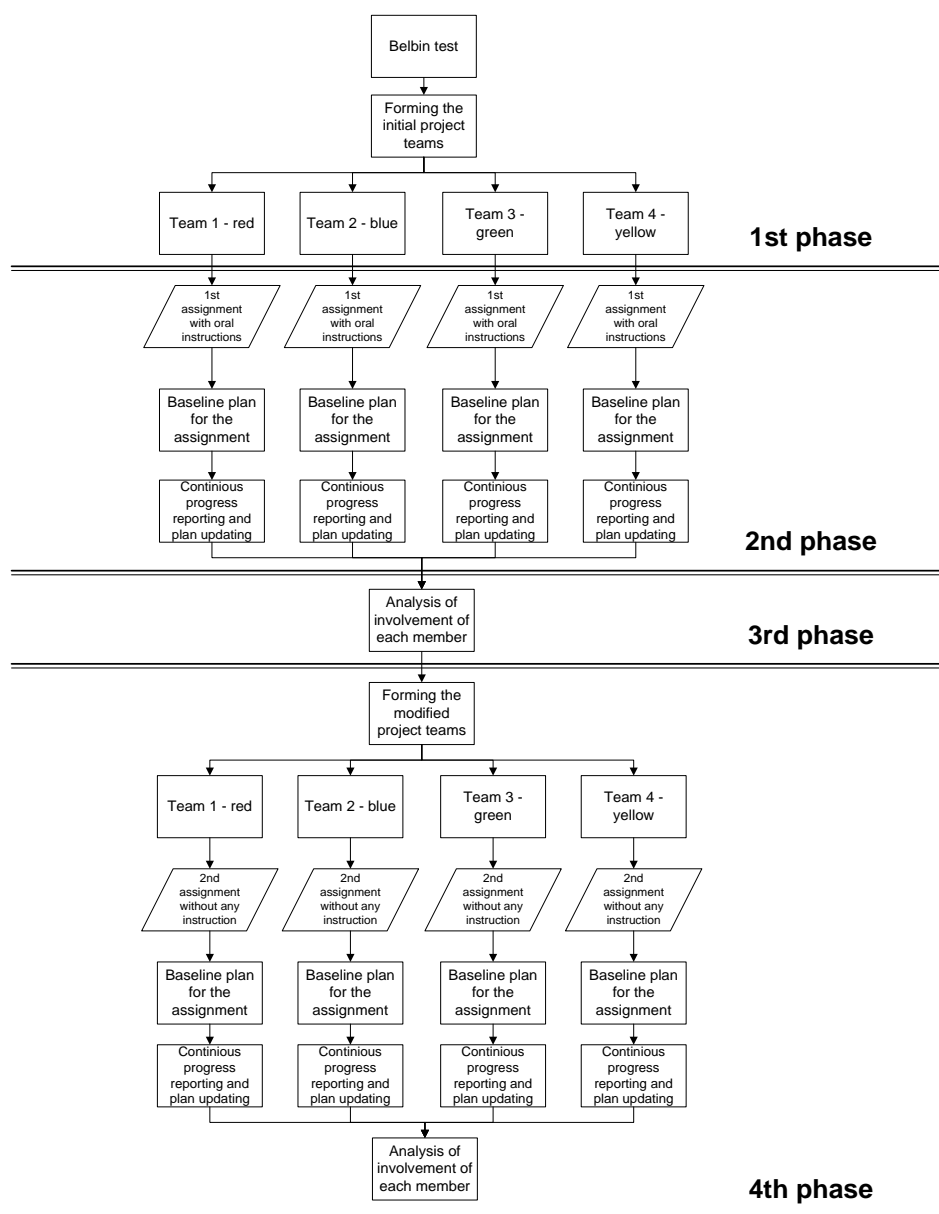 Belbin test
Forming the
initial project
teams
Team 1 - red
Team 2 - blue
Team 3 -
green
Team 4 -
yellow
1st phase
1st
assignment
with oral
instructions
1st
assignment
with oral
instructions
1st
assignment
with oral
instructions
1st
assignment
with oral
instructions
Baseline plan
for the
assignment
Baseline plan
for the
assignment
Baseline plan
for the
assignment
Baseline plan
for the
assignment
Continious
progress
reporting and
plan updating
Continious
progress
reporting and
plan updating
Continious
progress
reporting and
plan updating
Continious
progress
reporting and
plan updating
2nd phase
Analysis of
involvement of
each member
3rd phase
Forming the
modified
project teams
Team 1 - red
Team 2 - blue
Team 3 -
green
Team 4 -
yellow
2nd
assignment
without any
instruction
2nd
assignment
without any
instruction
2nd
assignment
without any
instruction
2nd
assignment
without any
instruction
Baseline plan
for the
assignment
Baseline plan
for the
assignment
Baseline plan
for the
assignment
Baseline plan
for the
assignment
Continious
progress
reporting and
plan updating
Continious
progress
reporting and
plan updating
Continious
progress
reporting and
plan updating
Continious
progress
reporting and
plan updating
Analysis of
involvement of
each member
4th phase